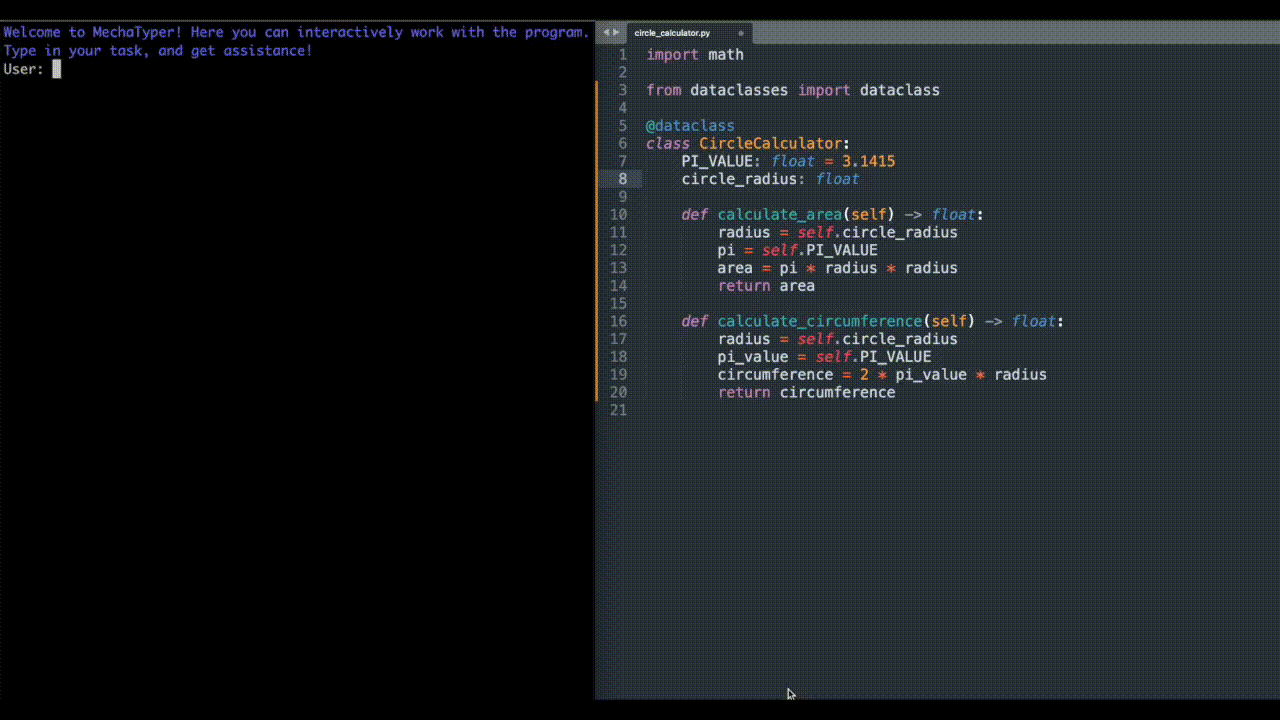 Welcome to MechaTyper! Here you can interactively work with the program.
Type in your task, and get assistance!
User:
circle_calculator.py
1 import math
2
3 from dataclasses import dataclass
4
5 @dataclass
6 class CircleCalculator:
7     PI_VALUE: float = 3.1415
8     circle_radius: float
9
10     def calculate_area(self) -> float:
11         radius = self.circle_radius
12         pi = self.PI_VALUE
13         area = pi * radius * radius
14         return area
15
16     def calculate_circumference(self) -> float:
17         radius = self.circle_radius
18         pi_value = self.PI_VALUE
19         circumference = 2 * pi_value * radius
20         return circumference
21